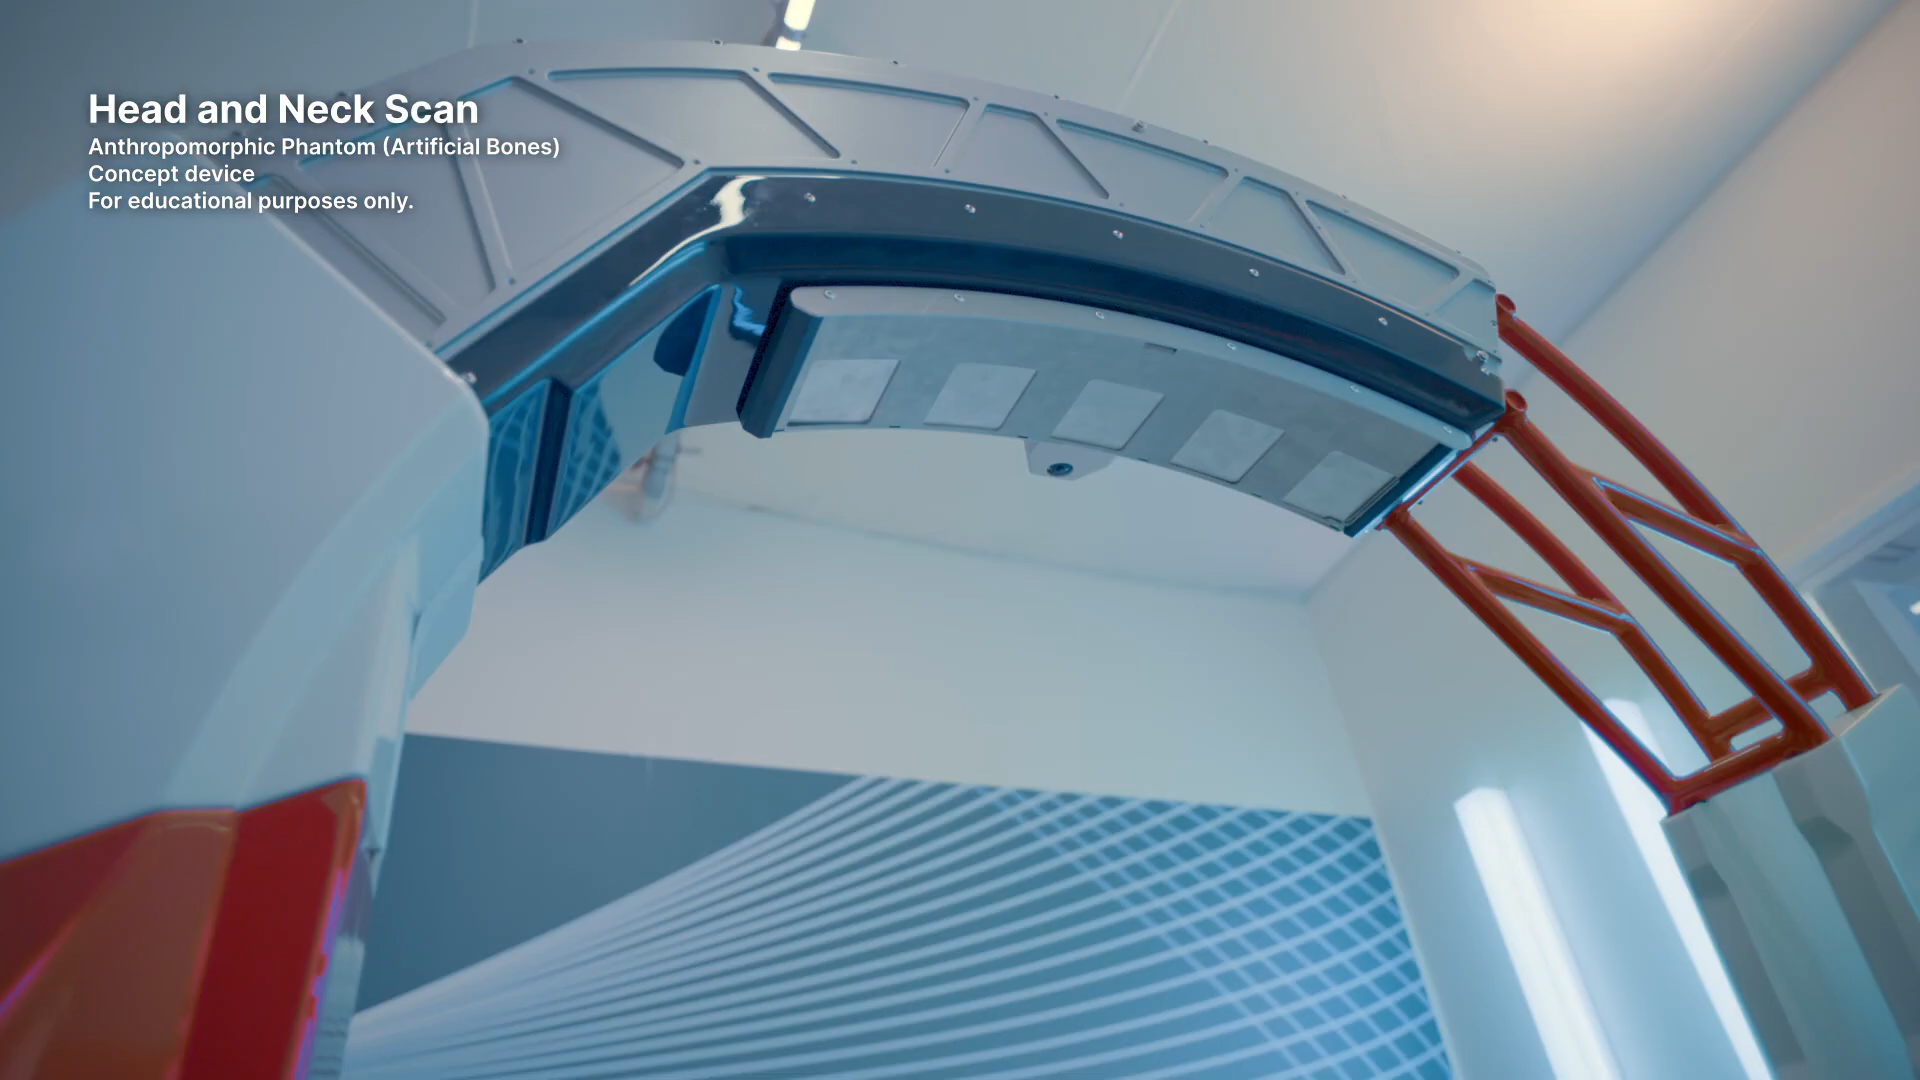 Head and Neck Scan
Anthropomorphic Phantom (Artificial Bones)
Concept device
For educational purposes only.